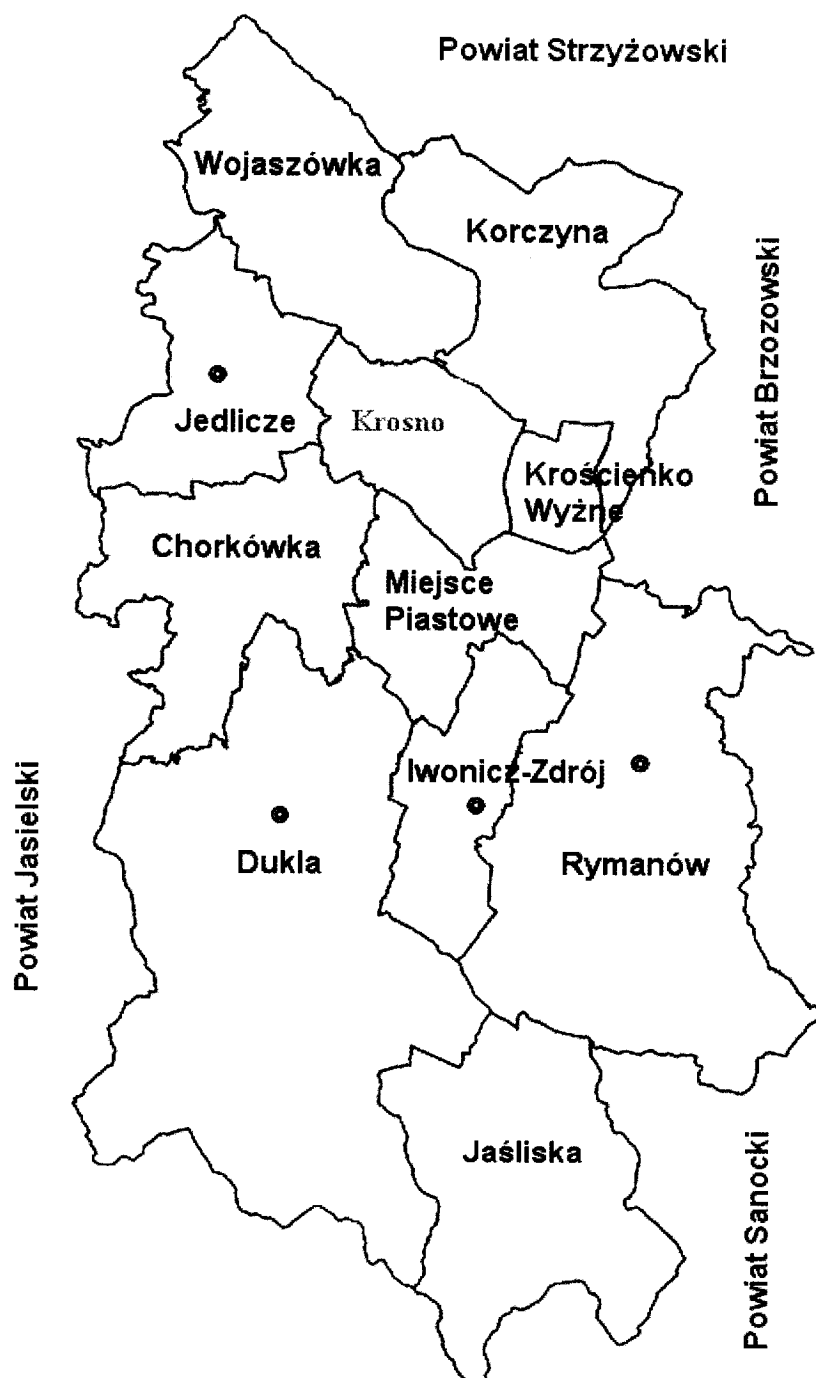 Powiat Strzyżowski
Wojaszówka
Korczyna
Powiat Brzozowski
Jedlicze
Krosno
Krościenko
Wyżne
Chorkówka
Miejsce
Piastowe
Iwonicz-Zdrój
Powiat Jasielski
Dukla
Rymanów
Jaśliska
Powiat Sanocki